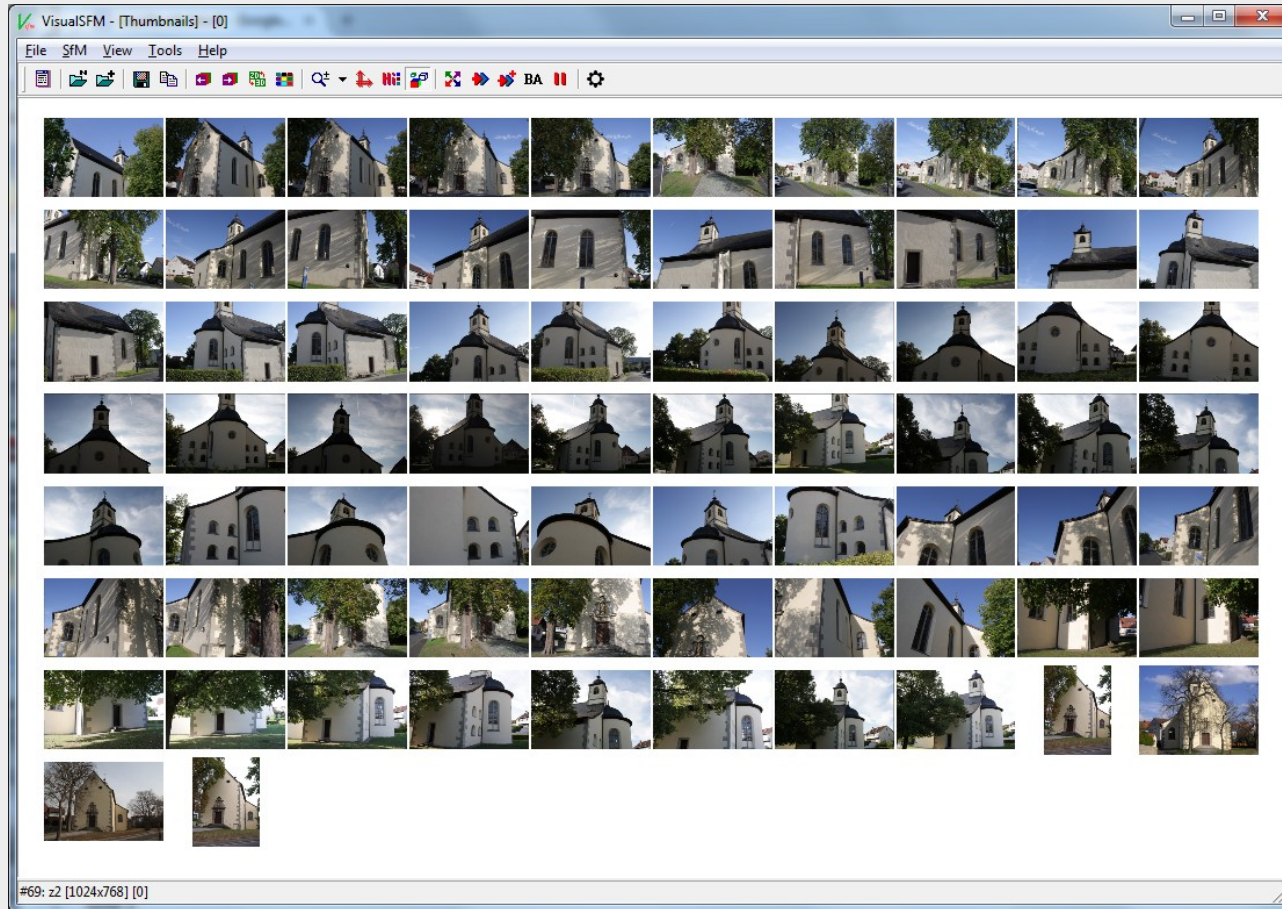 VisualSFM - [Thumbnails] - [0]
File SfM View Tools Help
BA
#69: z2 [1024x768] [0]